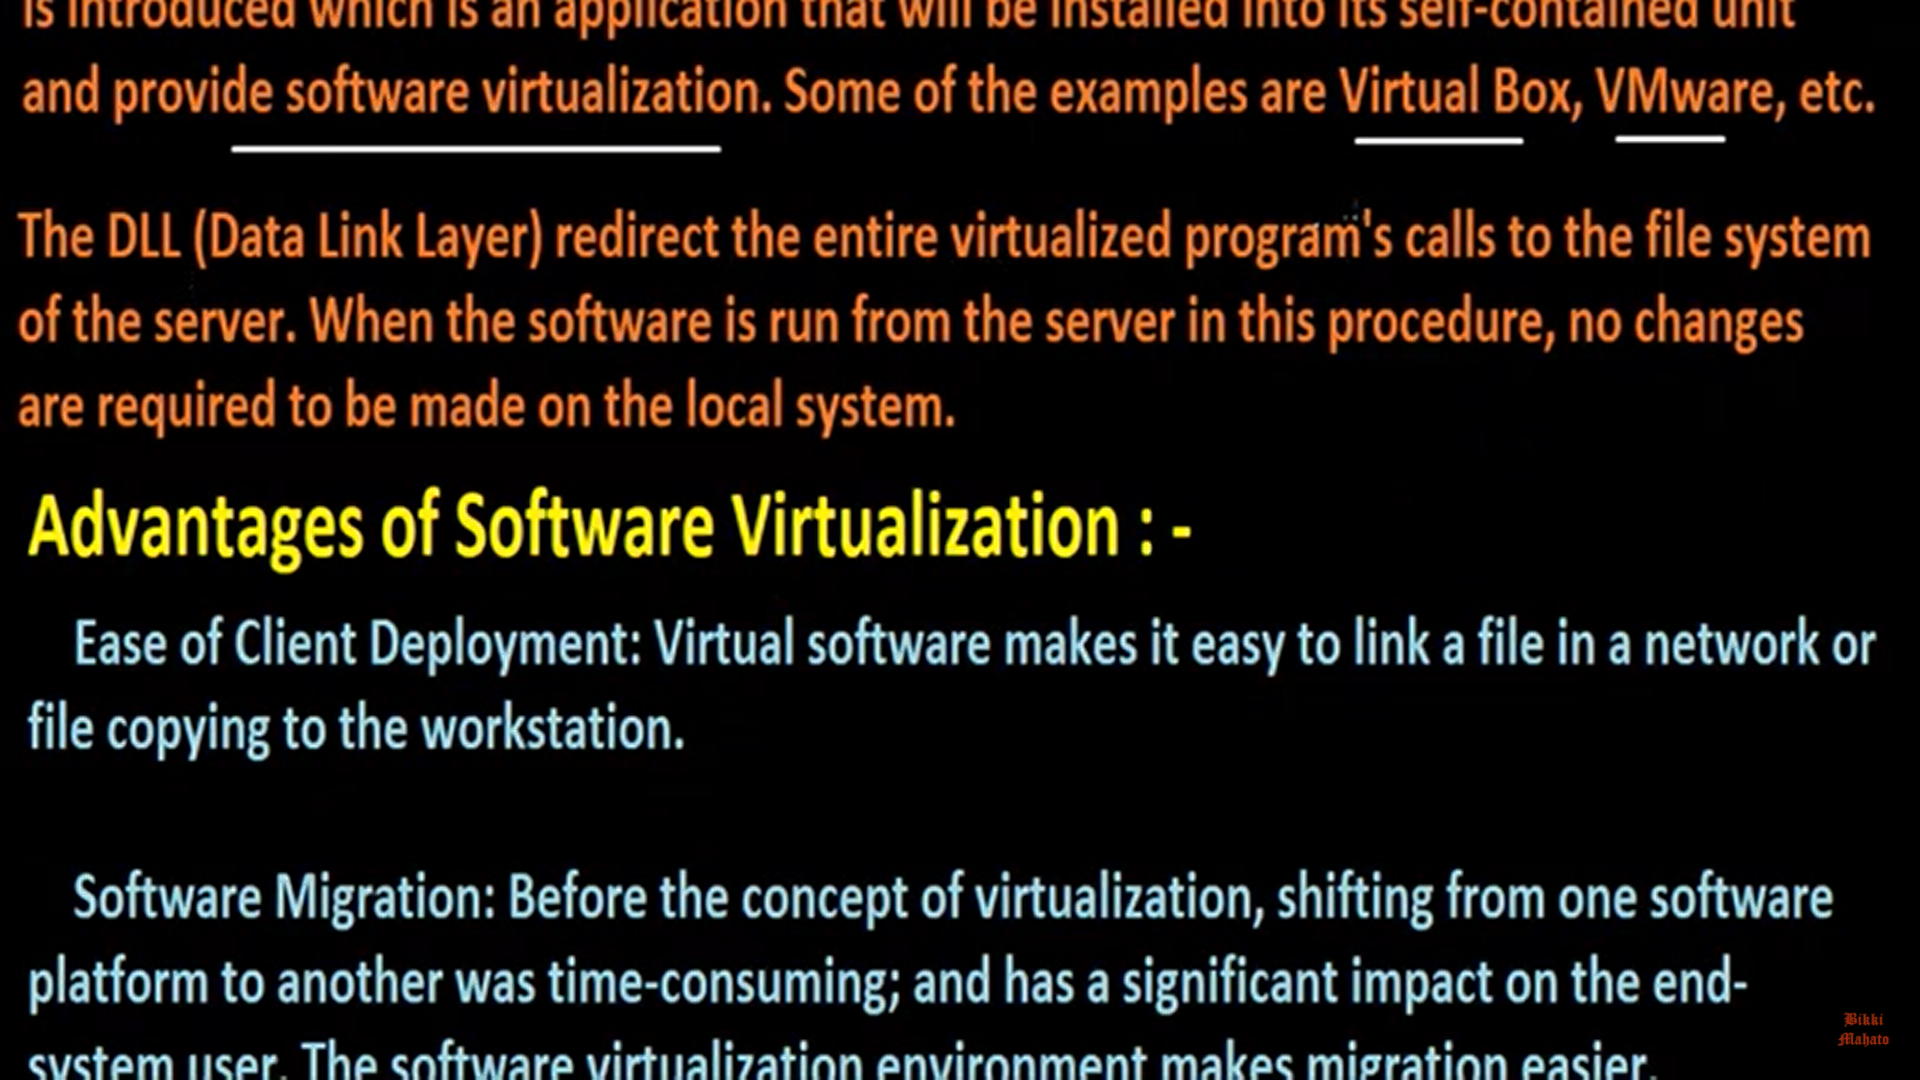 is introduced which is an application that will be installed into its self-contained unit
and provide software virtualization. Some of the examples are Virtual Box, VMware, etc.
The DLL (Data Link Layer) redirect the entire virtualized program's calls to the file system
of the server. When the software is run from the server in this procedure, no changes
are required to be made on the local system.
Advantages of Software Virtualization : -
Ease of Client Deployment: Virtual software makes it easy to link a file in a network or
file copying to the workstation.
Software Migration: Before the concept of virtualization, shifting from one software
platform to another was time-consuming; and has a significant impact on the end-
system user. The software virtualization environment makes migration easier.
Bikki
Mahato